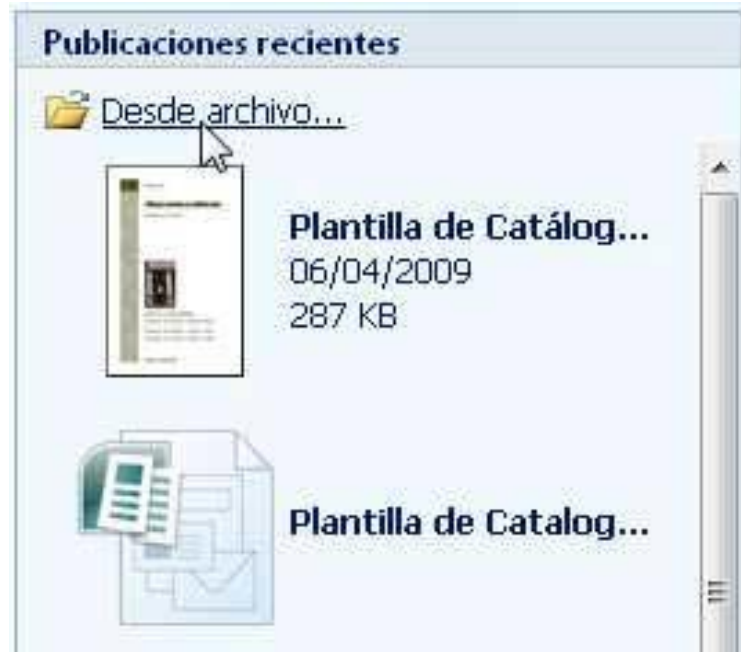 Publicaciones recientes
Desde archivo...
Plantilla de Catálog...
06/04/2009
287 KB
Plantilla de Catalog...